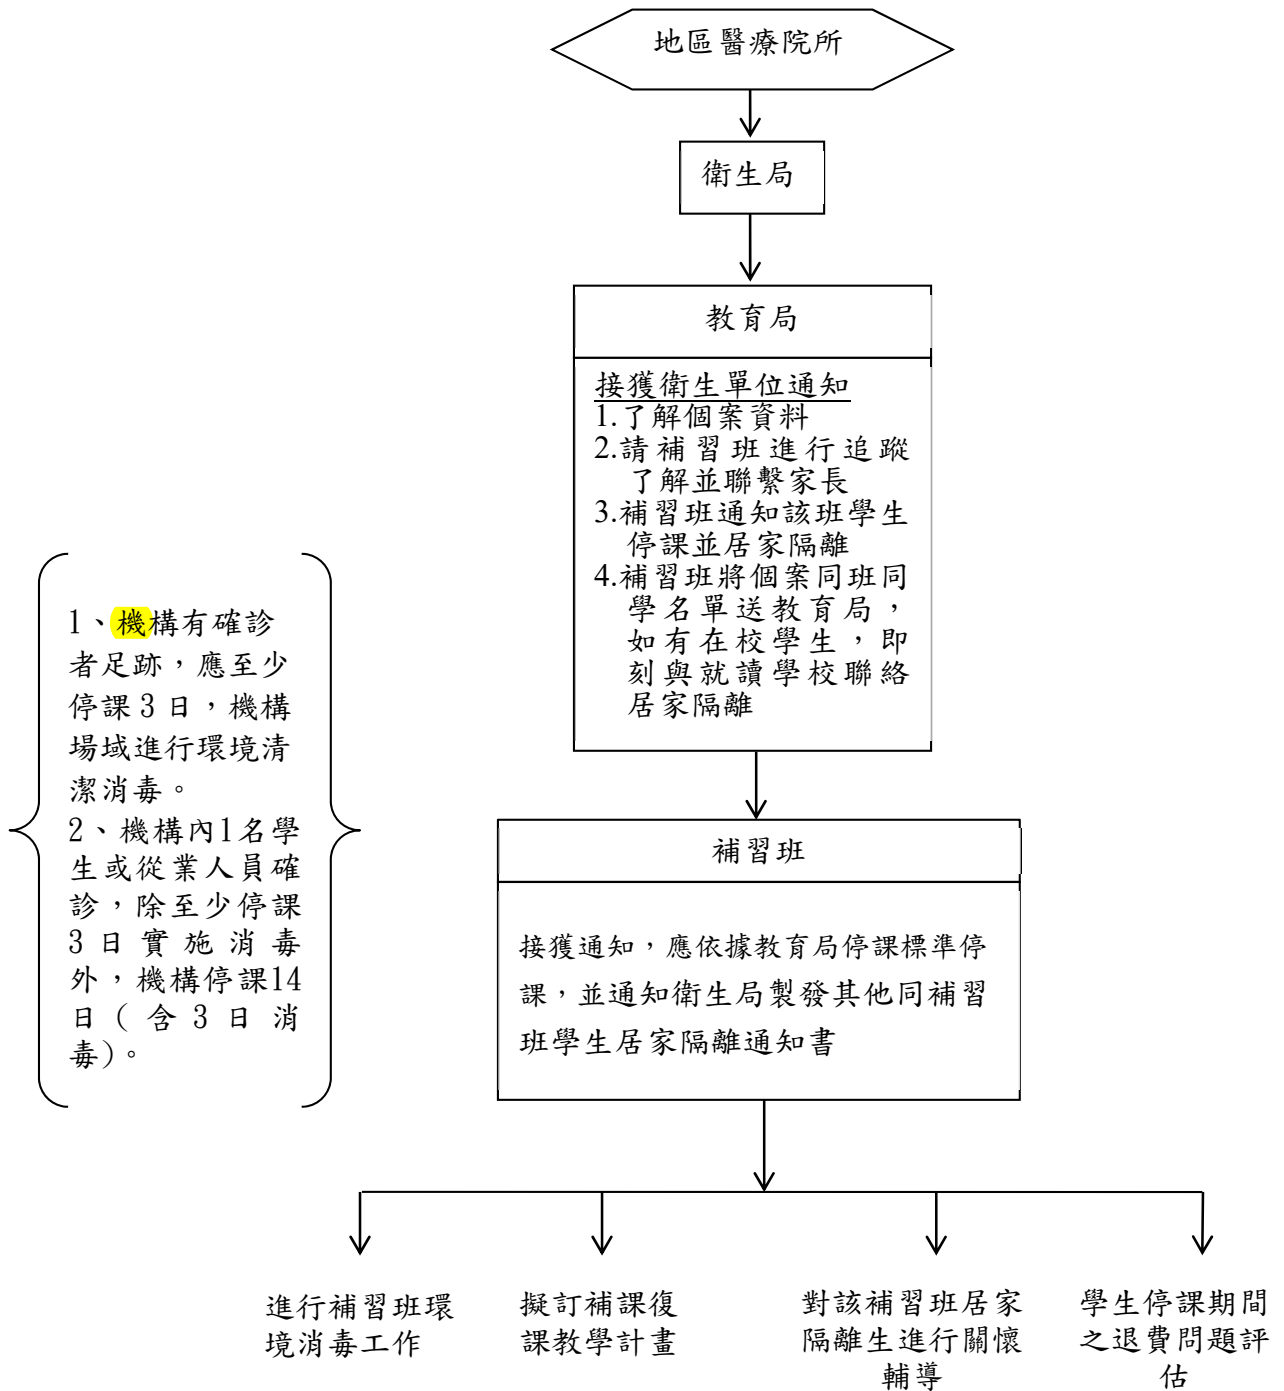 地區醫療院所
衛生局
教育局
接獲衛生單位通知
1.了解個案資料
2.請補習班進行追蹤
了解並聯繫家長
3.補習班通知該班學生
停課並居家隔離
4.補習班將個案同班同
學名單送教育局，
如有在校學生，即
刻與就讀學校聯絡
居家隔離
1、機構有確診
者足跡，應至少
停課3日，機構
場域進行環境清
潔消毒。
2、機構內1名學
生或從業人員確
診，除至少停課
3日實施消毒
外，機構停課14
日(含3日消
毒)。
補習班
接獲通知，應依據教育局停課標準停
課，並通知衛生局製發其他同補習
班學生居家隔離通知書
進行補習班環
境消毒工作
擬訂補課復
課教學計畫
對該補習班居家
隔離生進行關懷
輔導
學生停課期間
之退費問題評
估